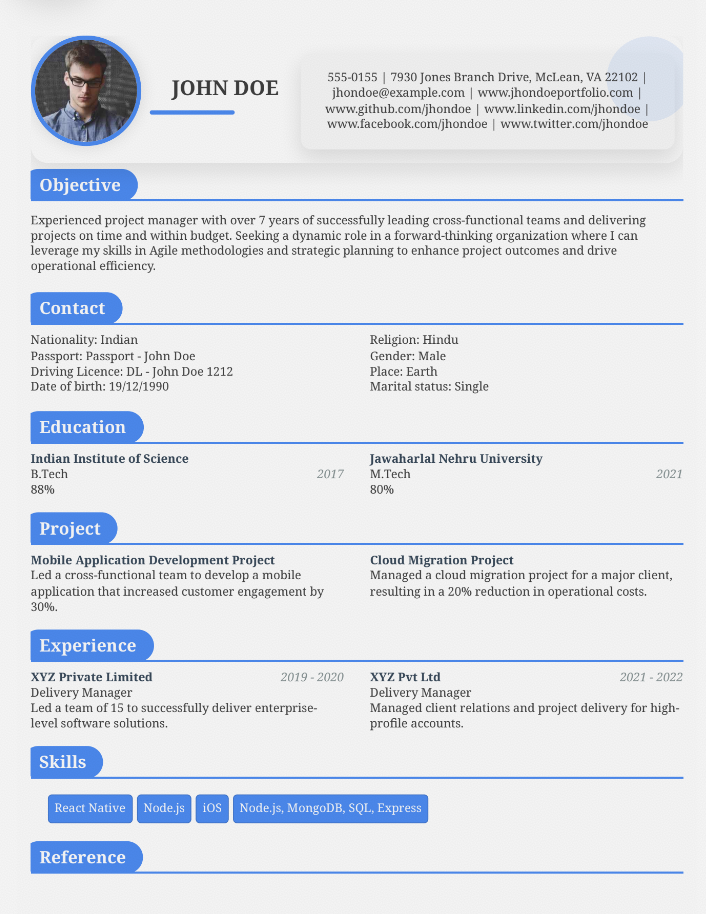 JOHN DOE
555-0155 | 7930 Jones Branch Drive, McLean, VA 22102 |
jhondoe@example.com | www.jhondoeportfolio.com |
www.github.com/jhondoe | www.linkedin.com/jhondoe |
www.facebook.com/jhondoe | www.twitter.com/jhondoe
Objective
Experienced project manager with over 7 years of successfully leading cross-functional teams and delivering
projects on time and within budget. Seeking a dynamic role in a forward-thinking organization where I can
leverage my skills in Agile methodologies and strategic planning to enhance project outcomes and drive
operational efficiency.
Contact
Nationality: Indian
Passport: Passport - John Doe
Driving Licence: DL - John Doe 1212
Date of birth: 19/12/1990
Religion: Hindu
Gender: Male
Place: Earth
Marital status: Single
Education
Indian Institute of Science
B.Tech 2017
88%
Jawaharlal Nehru University
M.Tech 2021
80%
Project
Mobile Application Development Project
Led a cross-functional team to develop a mobile
application that increased customer engagement by
30%.
Cloud Migration Project
Managed a cloud migration project for a major client,
resulting in a 20% reduction in operational costs.
Experience
XYZ Private Limited 2019 - 2020
Delivery Manager
Led a team of 15 to successfully deliver enterprise-
level software solutions.
XYZ Pvt Ltd 2021 - 2022
Delivery Manager
Managed client relations and project delivery for high-
profile accounts.
Skills
React Native Node.js iOS Node.js, MongoDB, SQL, Express
Reference